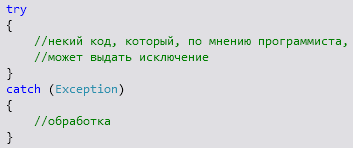 try
{
//некий код, который, по мнению программиста,
//может выдать исключение
}
catch (Exception)
{
//обработка
}